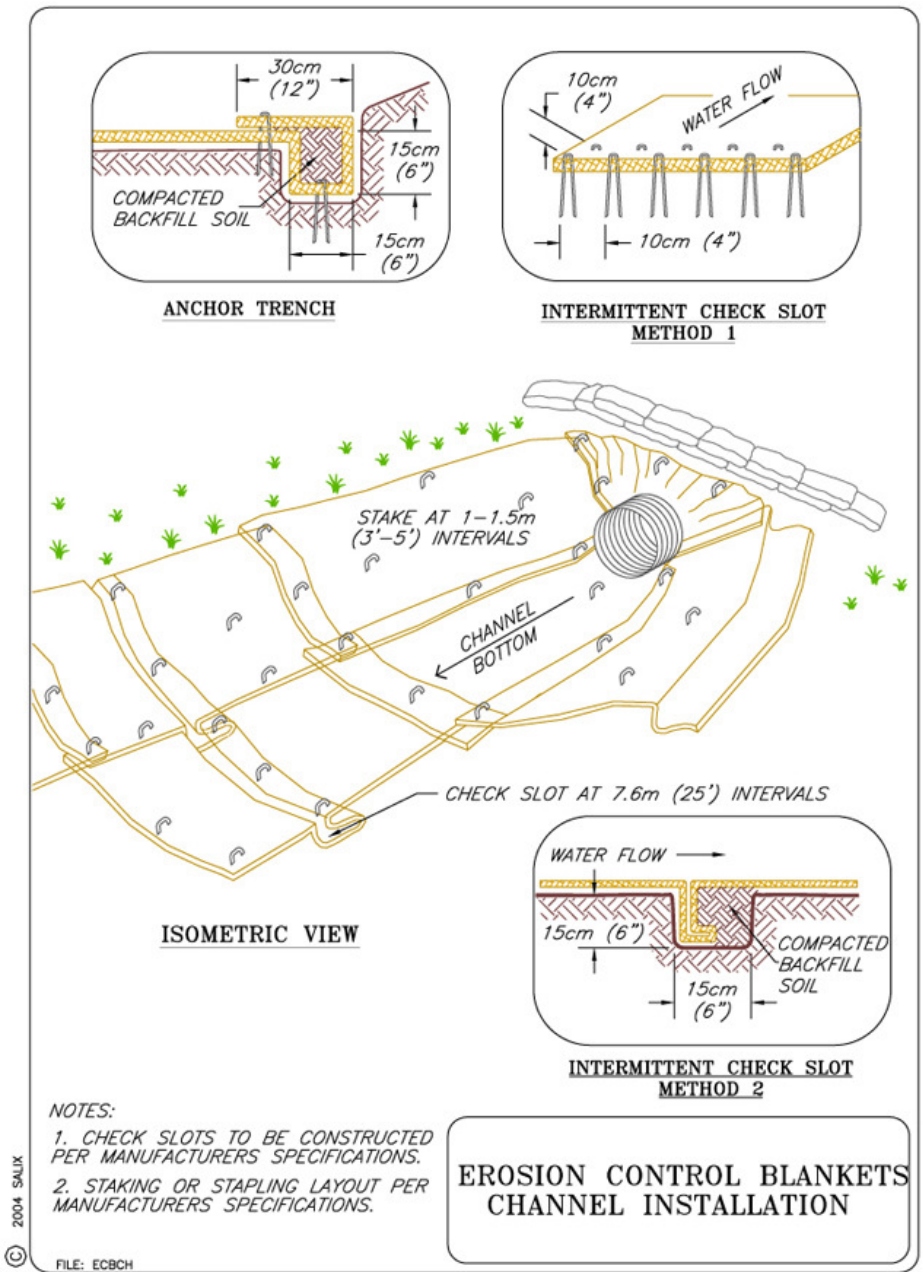 30cm
(12")
15cm
(6")
COMPACTED
BACKFILL SOIL
15cm
(6")
ANCHOR TRENCH
10cm
(4")
WATER FLOW
10cm (4")
INTERMITTENT CHECK SLOT
METHOD 1
STAKE AT 1-1.5m
(3'-5') INTERVALS
CHANNEL
BOTTOM
CHECK SLOT AT 7.6m (25') INTERVALS
ISOMETRIC VIEW
WATER FLOW
15cm (6")
COMPACTED
BACKFILL
SOIL
15cm
(6")
INTERMITTENT CHECK SLOT
METHOD 2
NOTES:
1. CHECK SLOTS TO BE CONSTRUCTED
PER MANUFACTURERS SPECIFICATIONS.
2. STAKING OR STAPLING LAYOUT PER
MANUFACTURERS SPECIFICATIONS.
EROSION CONTROL BLANKETS
CHANNEL INSTALLATION
© 2004 SALIX
FILE: ECBCH